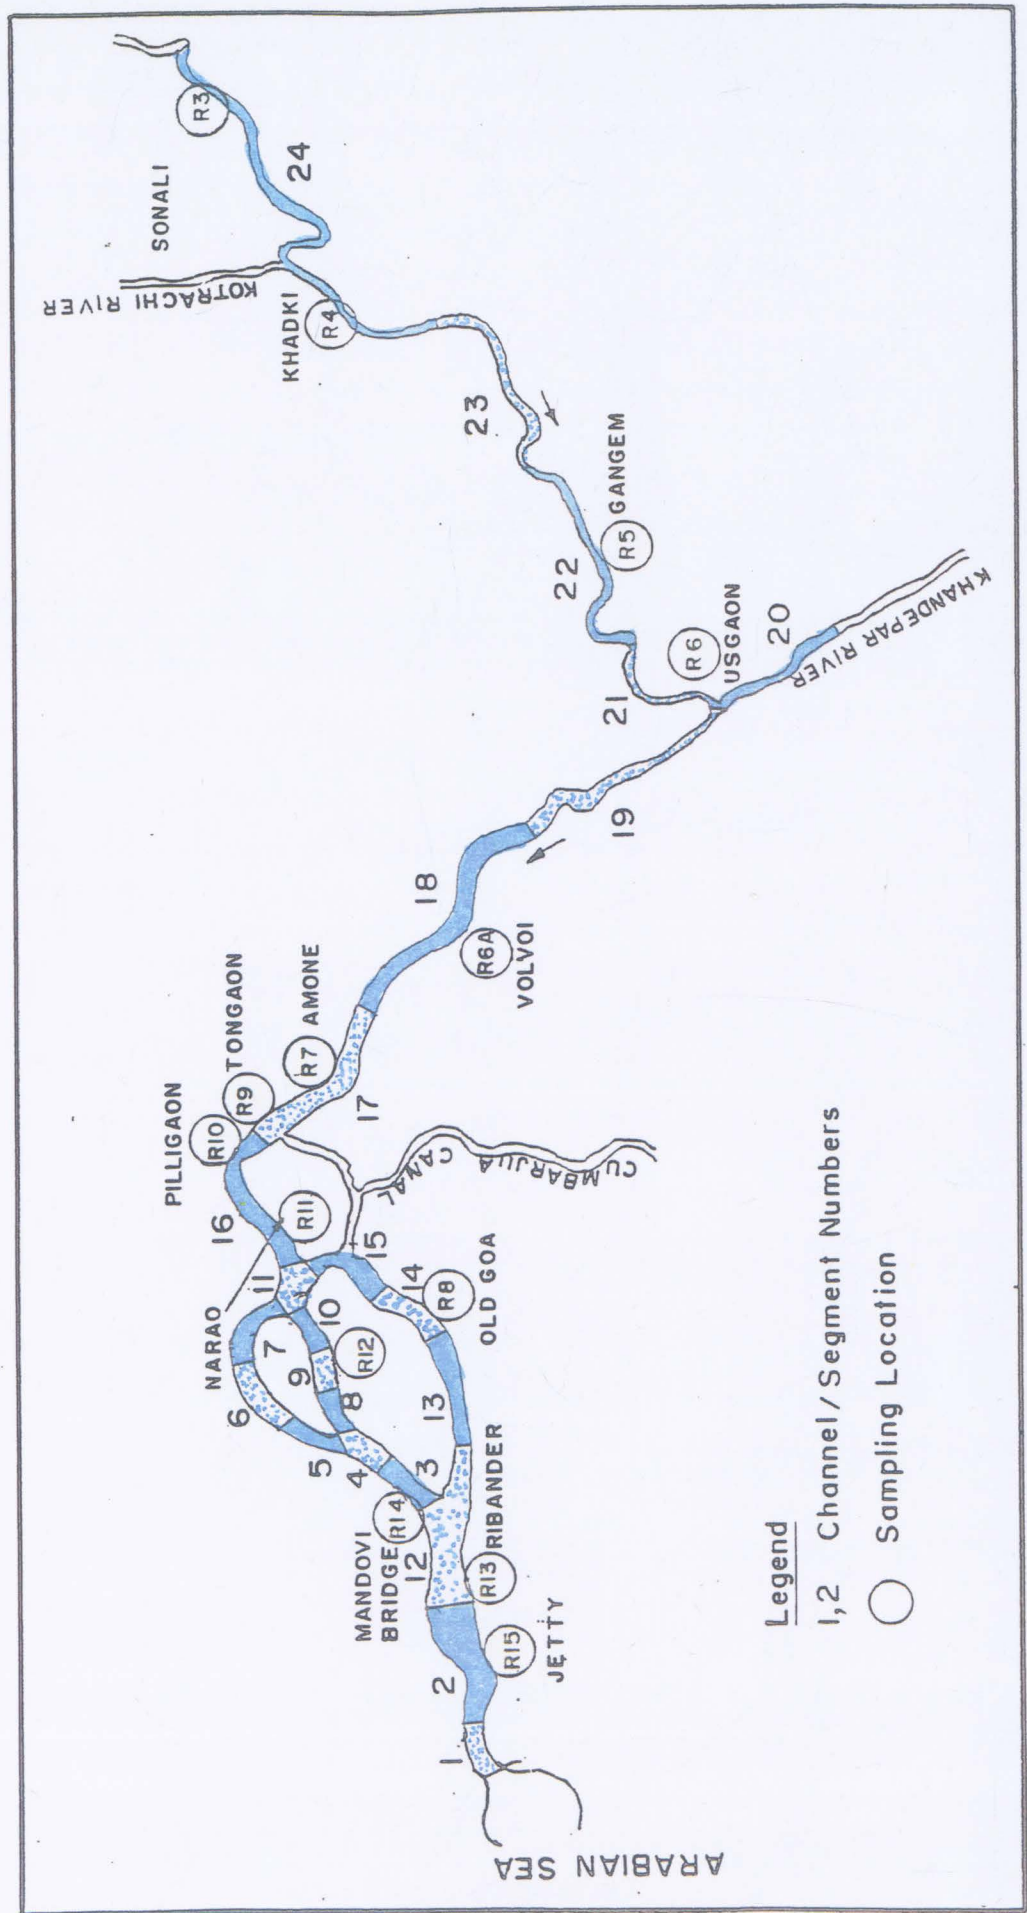 R3
SONALI
24
KOTRACHI RIVER
KHADKI
R4
23
GANGEM
R5
22
USGAON
R6
20
KHANDEPAR RIVER
21
19
18
R6A
VOLVOI
AMONE
R7
TONGAON
R9
PILLIGAON
R10
17
CUMBARJUA
CANAL
R11
16
15
14
R8
OLD GOA
11
10
NARAO
7
9
R12
8
6
5
4
3
13
MANDOVI
BRIDGE
R14
12
R13
RIBANDER
R15
JETTY
2
1
ARABIAN SEA
Legend
1,2 Channel/Segment Numbers
Sampling Location